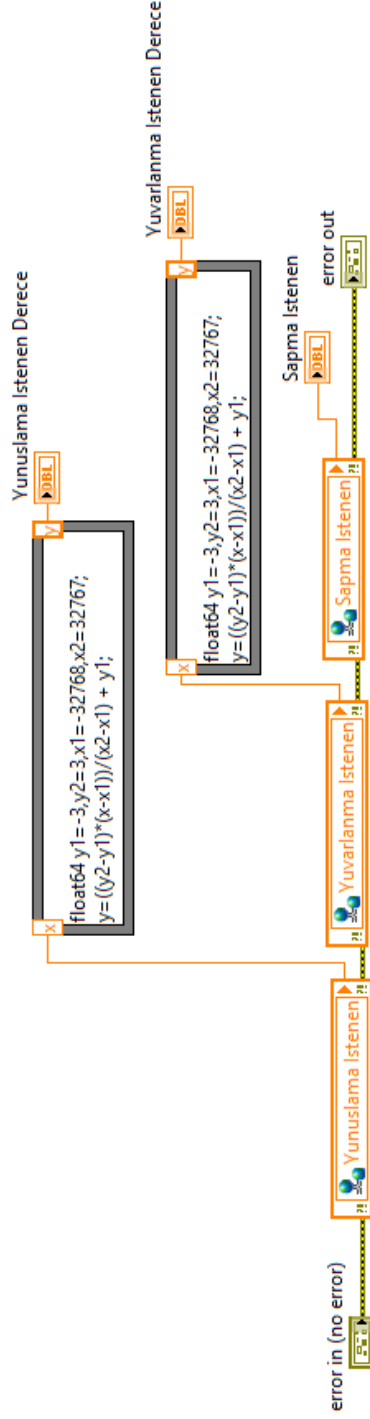 Yunuslama Istenen Derece
float64 y1=-3,y2=3,x1=-32768,x2=32767;
y=((y2-y1)*(x-x1))/(x2-x1) + y1;
x
y
DBL
Yuvarlanma Istenen Derece
float64 y1=-3,y2=3,x1=-32768,x2=32767;
y=((y2-y1)*(x-x1))/(x2-x1) + y1;
x
y
DBL
Sapma Istenen
DBL
error in (no error)
Yunuslama Istenen
?!
?!
Yuvarlanma Istenen
?!
?!
Sapma Istenen
?!
?!
error out